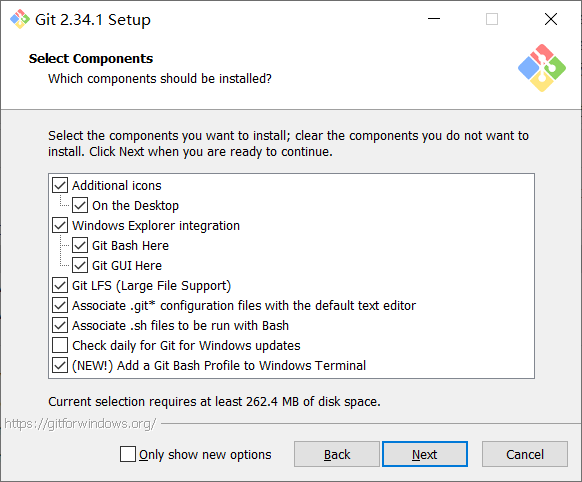 Git 2.34.1 Setup
Select Components
Which components should be installed?
Select the components you want to install; clear the components you do not want to
install. Click Next when you are ready to continue.
Additional icons
On the Desktop
Windows Explorer integration
Git Bash Here
Git GUI Here
Git LFS (Large File Support)
Associate .git* configuration files with the default text editor
Associate .sh files to be run with Bash
Check daily for Git for Windows updates
(NEW!) Add a Git Bash Profile to Windows Terminal
Current selection requires at least 262.4 MB of disk space.
https://gitforwindows.org/
Only show new options
Back
Next
Cancel